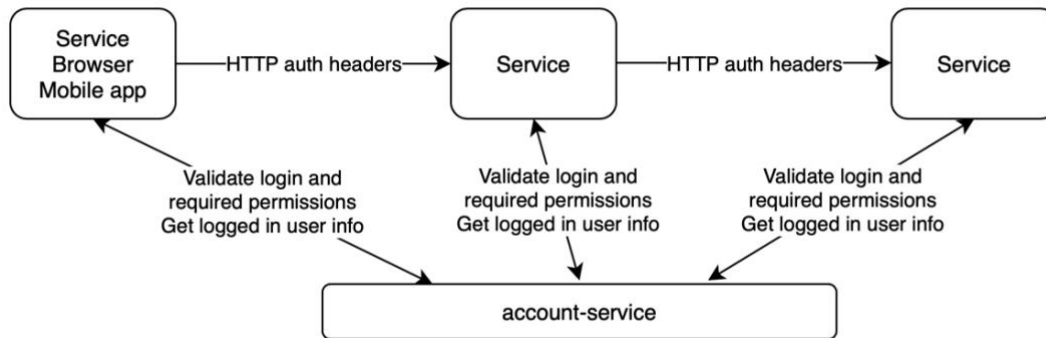 Service
Browser
Mobile app
HTTP auth headers
Service
HTTP auth headers
Service
Validate login and
required permissions
Get logged in user info
Validate login and
required permissions
Get logged in user info
Validate login and
required permissions
Get logged in user info
account-service